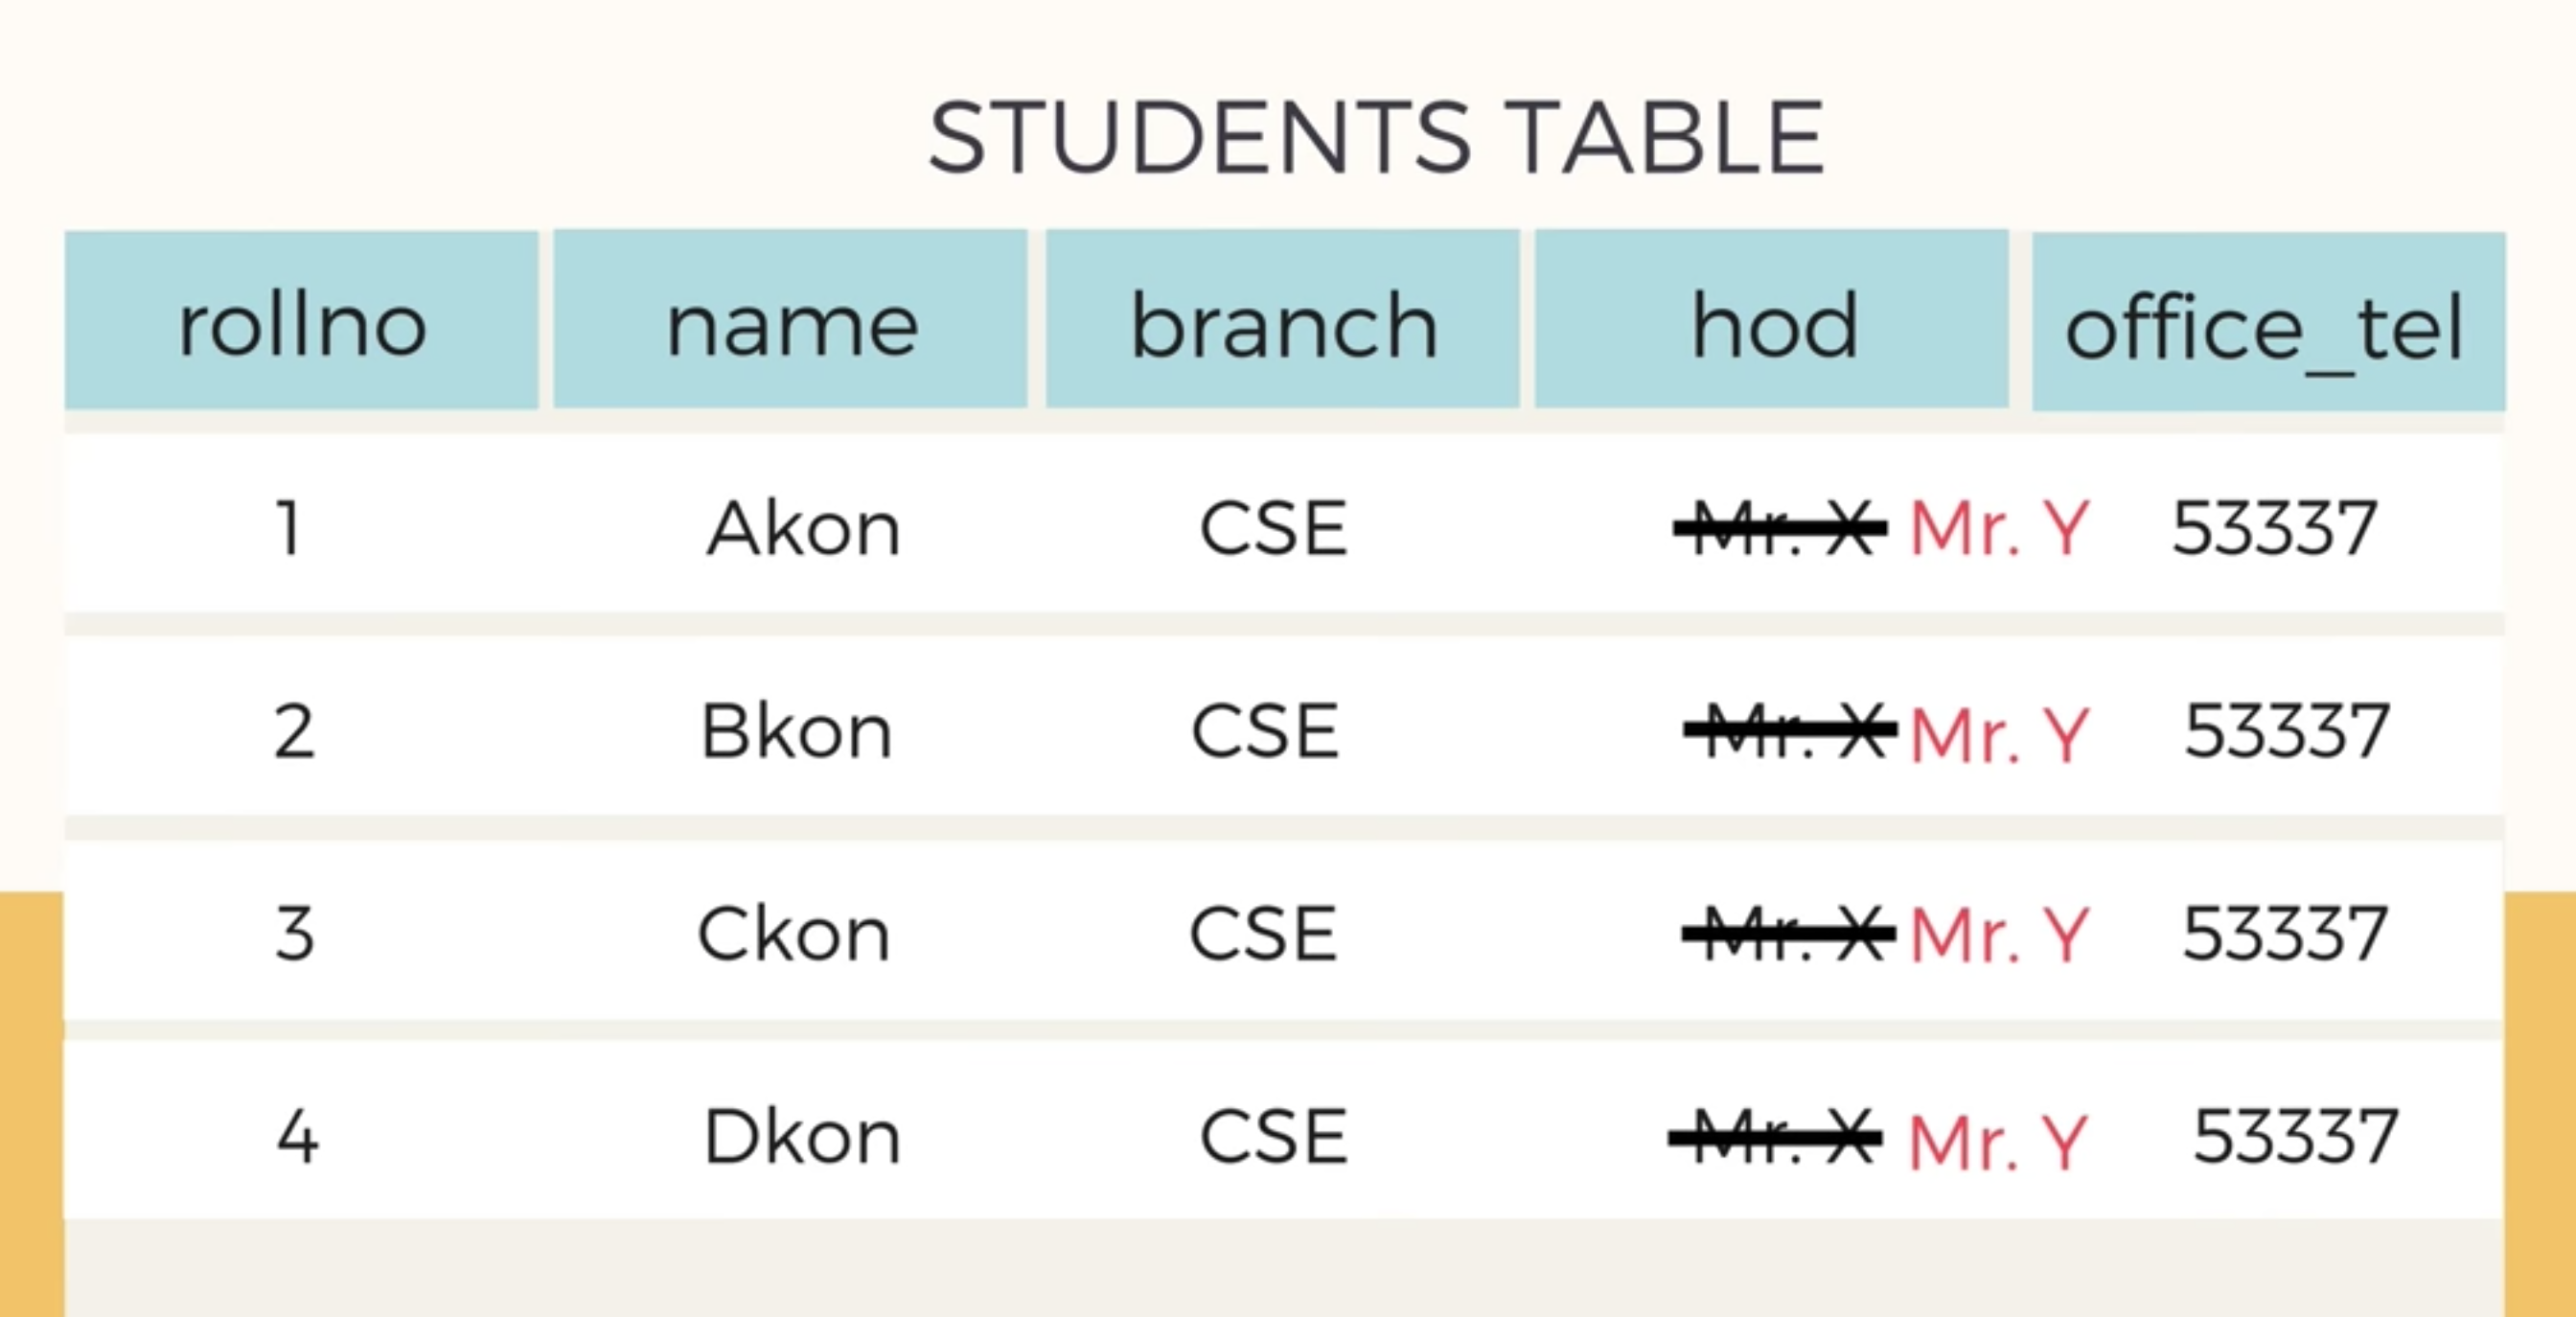 STUDENTS TABLE
rollno name branch hod office_tel
1 Akon CSE Mr. X Mr. Y 53337
2 Bkon CSE Mr. X Mr. Y 53337
3 Ckon CSE Mr. X Mr. Y 53337
4 Dkon CSE Mr. X Mr. Y 53337